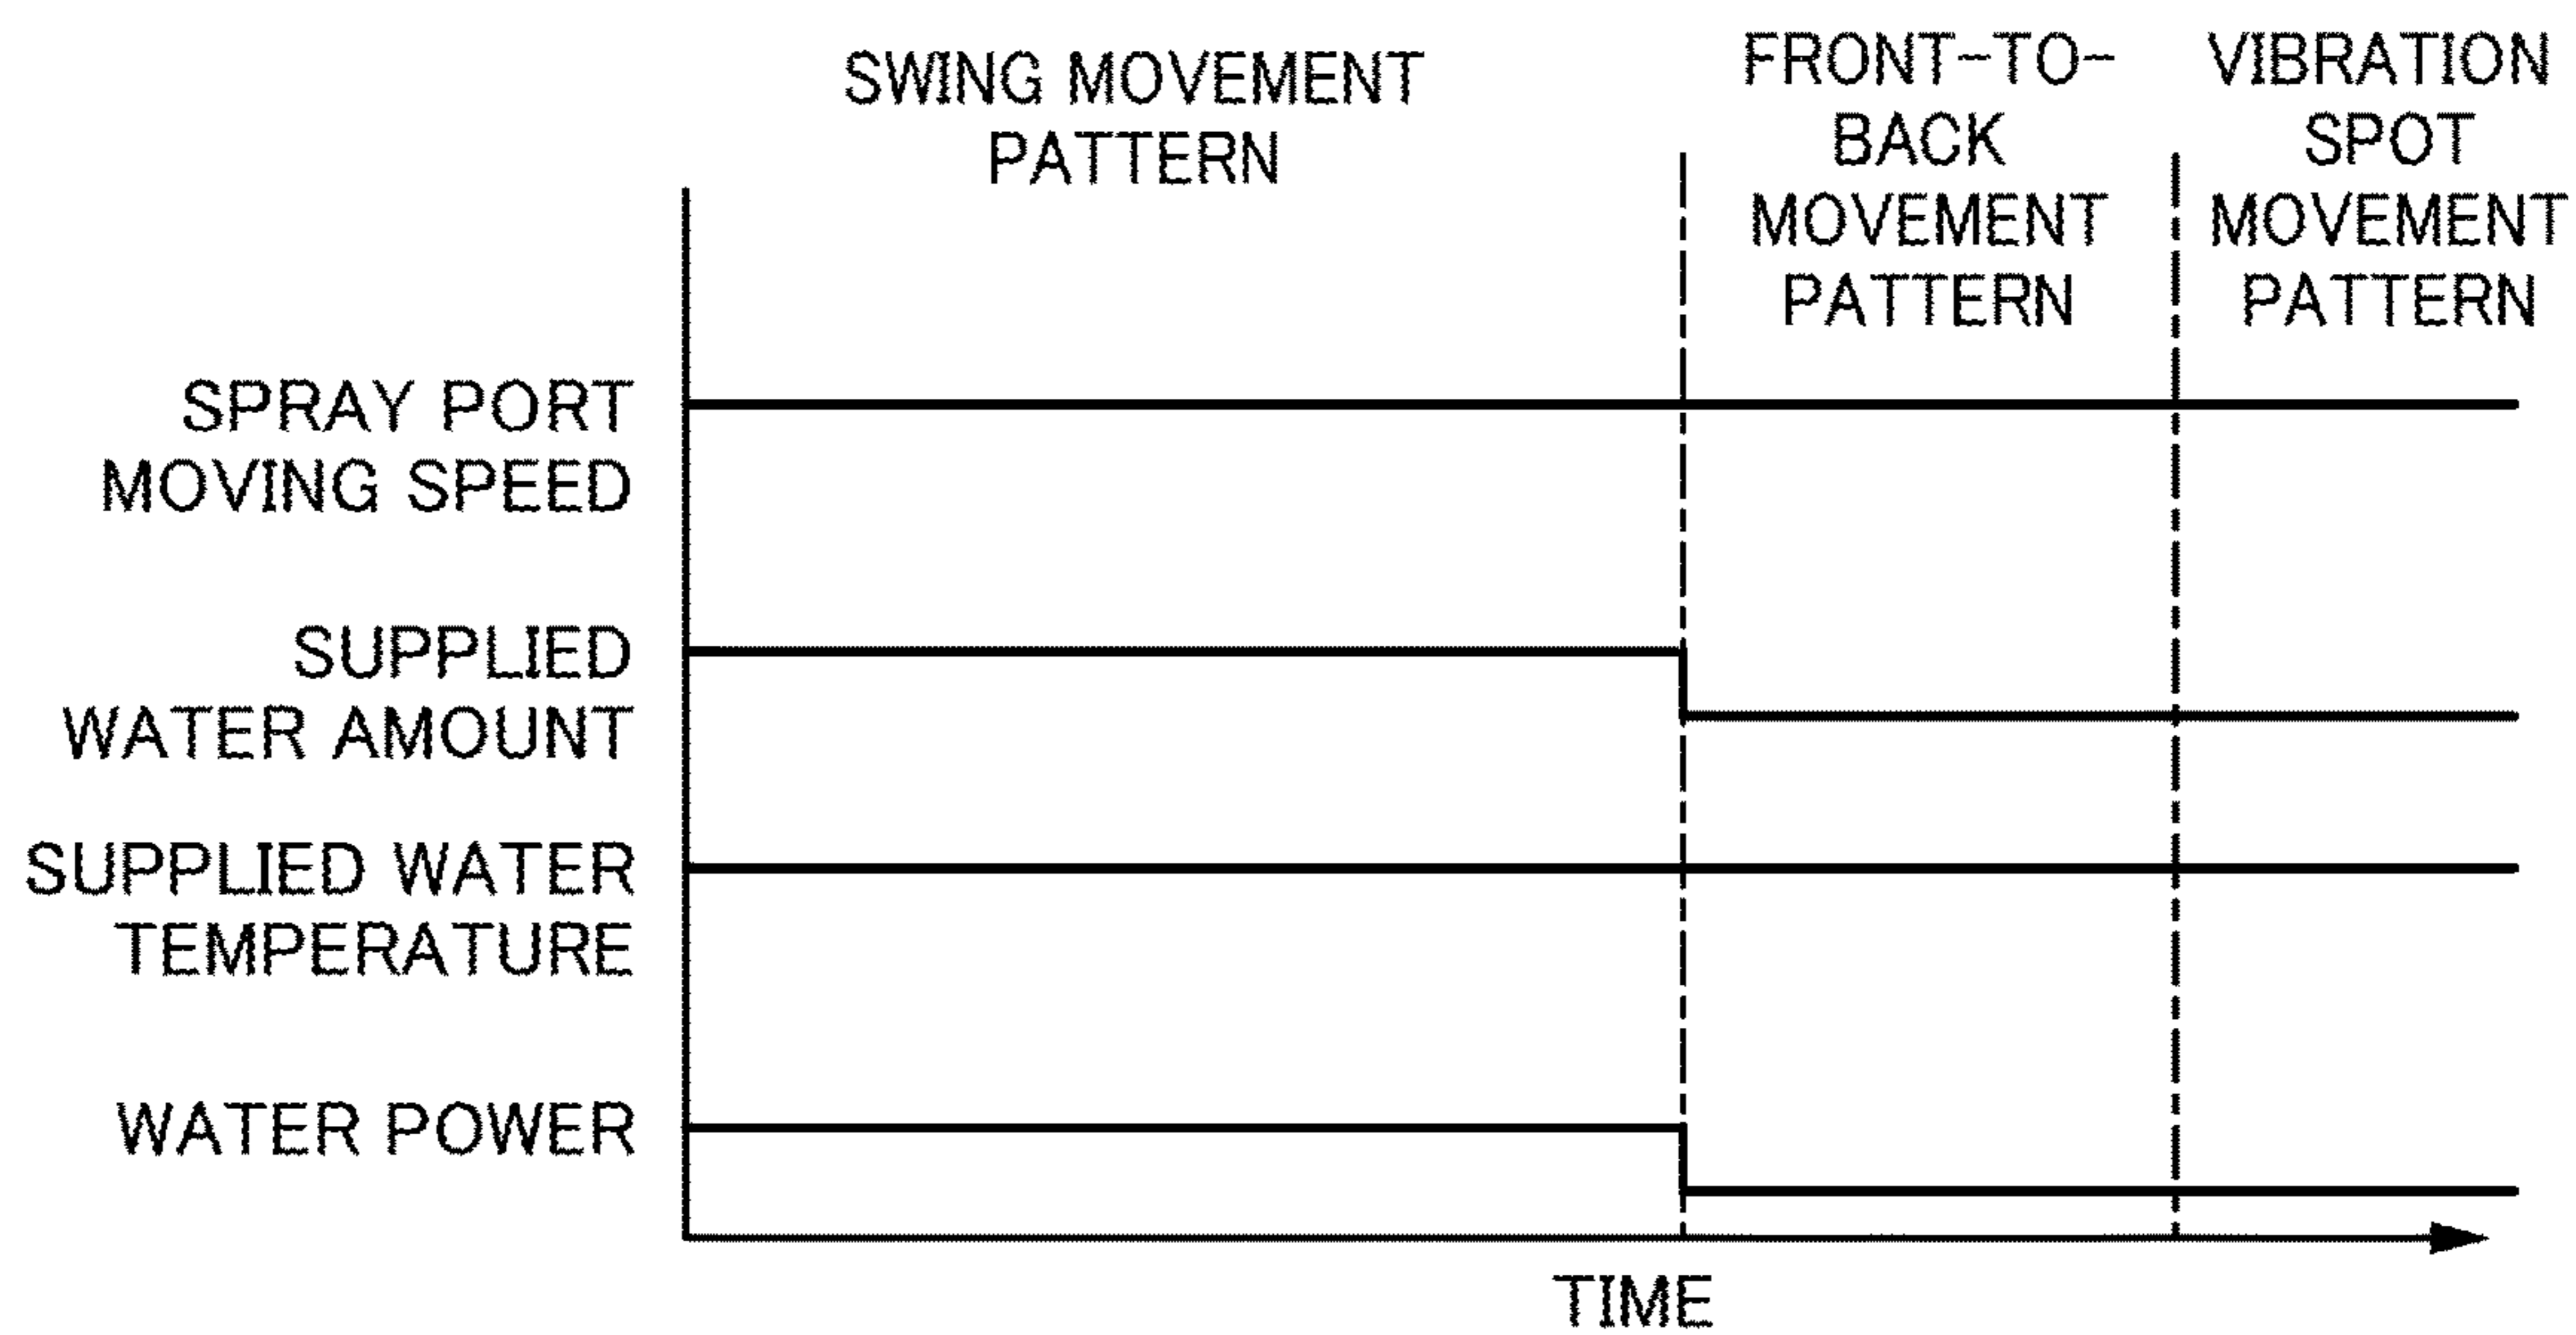 SWING MOVEMENT
PATTERN
FRONT-TO-
BACK
MOVEMENT
PATTERN
VIBRATION
SPOT
MOVEMENT
PATTERN
SPRAY PORT
MOVING SPEED
SUPPLIED
WATER AMOUNT
SUPPLIED WATER
TEMPERATURE
WATER POWER
TIME